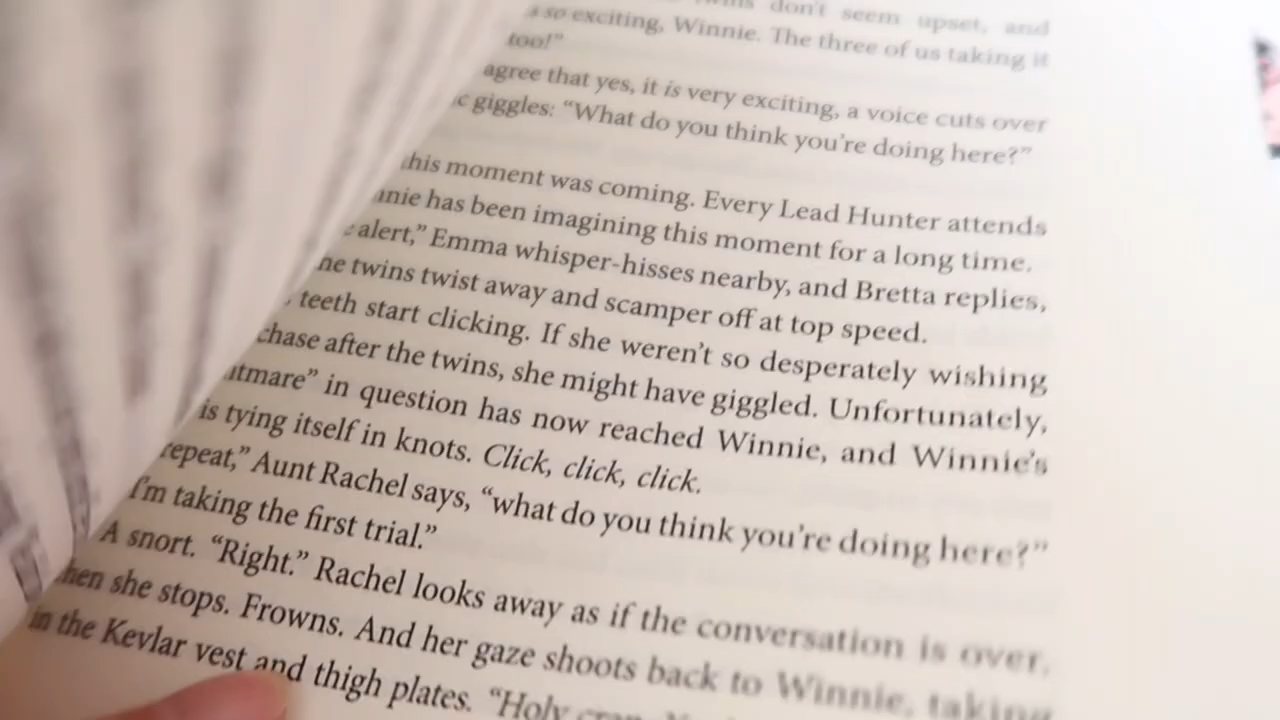 don't seem upset, and
so exciting, Winnie. The three of us taking it
too!”
agree that yes, it is very exciting, a voice cuts over
giggles: “What do you think you're doing here?”
this moment was coming. Every Lead Hunter attends
has been imagining this moment for a long time.
alert,” Emma whisper-hisses nearby, and Bretta replies,
twins twist away and scamper off at top speed.
teeth start clicking. If she weren't so desperately wishing
chase after the twins, she might have giggled. Unfortunately,
in question has now reached Winnie, and Winnie's
is tying itself in knots. Click, click, click.
repeat,” Aunt Rachel says, “what do you think you're doing here?”
I'm taking the first trial.”
A snort. “Right.” Rachel looks away as if the conversation is over.
she stops. Frowns. And her gaze shoots back to Winnie, taking
in the Kevlar vest and thigh plates. “Holy